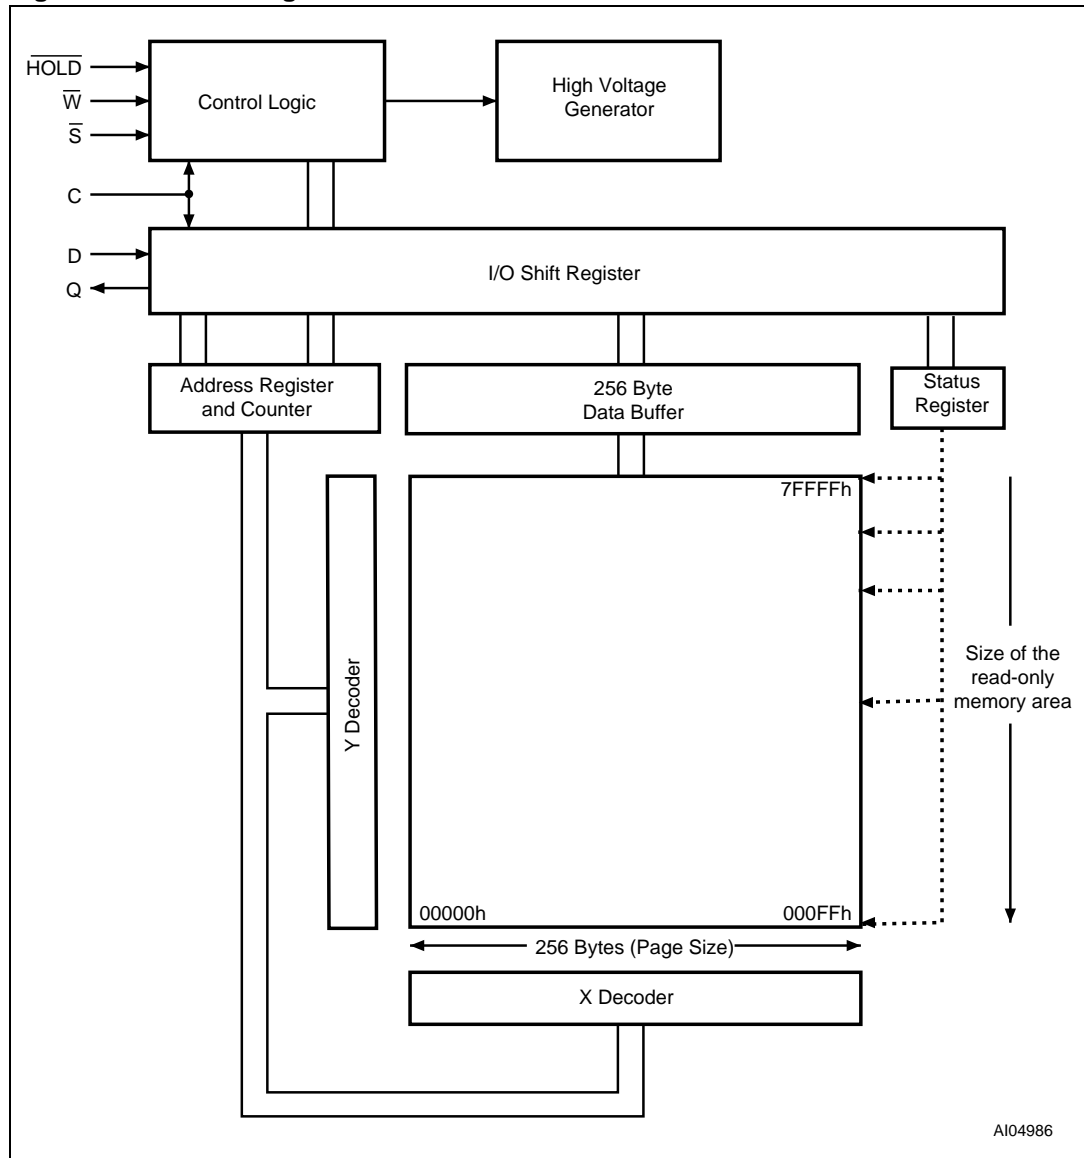 HOLD
W
S
C
D
Q
Control Logic
High Voltage
Generator
I/O Shift Register
Address Register
and Counter
256 Byte
Data Buffer
Status
Register
7FFFFh
Y Decoder
Size of the
read-only
memory area
00000h
000FFh
256 Bytes (Page Size)
X Decoder
AI04986